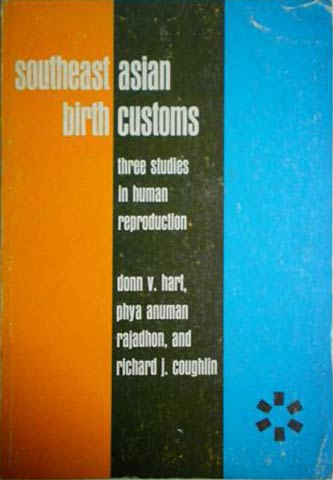 southeast asian
birth customs
three studies
in human
reproduction
donn v. hart,
phya anuman
rajadhon, and
richard j. coughlin